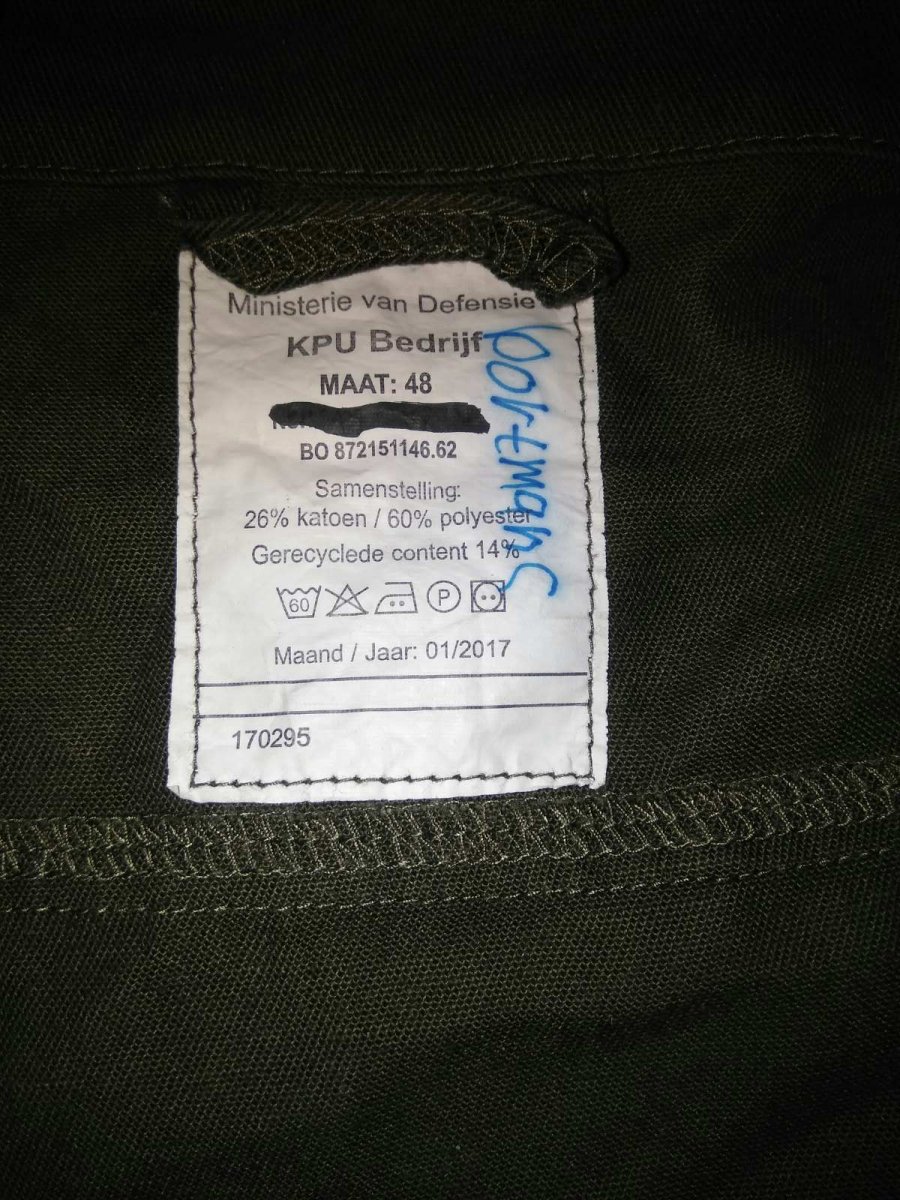 Ministerie van Defensie
KPU Bedrijf
MAAT: 48
BO 872151146.62
Samenstelling:
26% katoen / 60% polyester
Gerecyclede content 14%
60 P
Maand / Jaar: 01/2017
170295